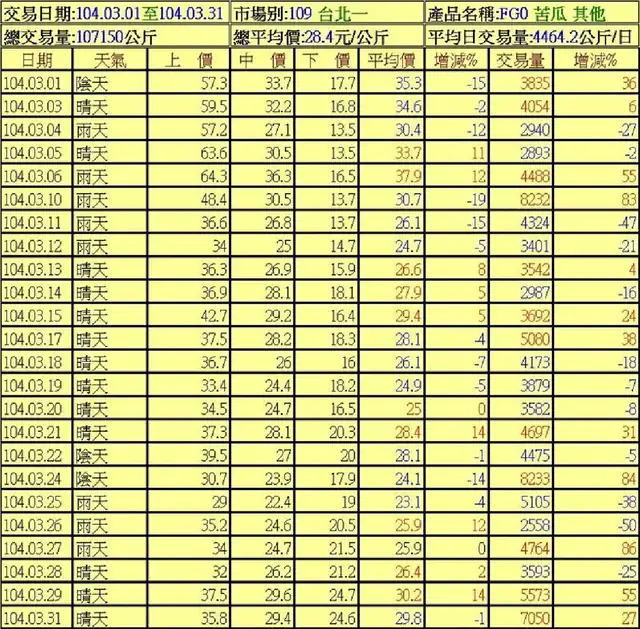 交易日期:104.03.01至104.03.31 市場別:109 台北一 產品名稱:FG0 苦瓜 其他
總交易量:107150公斤 總平均價:28.4元/公斤 平均日交易量:4464.2公斤/日
日期 天氣 上 價 中 價 下 價 平均價 增減% 交易量 增減%
104.03.01 陰天 57.3 33.7 17.7 35.3 -15 3835 36
104.03.03 晴天 59.5 32.2 16.8 34.6 -2 4054 6
104.03.04 雨天 57.2 27.1 13.5 30.4 -12 2940 -27
104.03.05 晴天 63.6 30.5 13.5 33.7 11 2893 -2
104.03.06 雨天 64.3 36.3 16.5 37.9 12 4488 55
104.03.10 雨天 48.4 30.5 13.7 30.7 -19 8232 83
104.03.11 雨天 36.6 26.8 13.7 26.1 -15 4324 -47
104.03.12 雨天 34 25 14.7 24.7 -5 3401 -21
104.03.13 晴天 36.3 26.9 15.9 26.6 8 3542 4
104.03.14 晴天 36.9 28.1 18.1 27.9 5 2987 -16
104.03.15 晴天 42.7 29.2 16.4 29.4 5 3692 24
104.03.17 晴天 37.5 28.2 18.3 28.1 -4 5080 38
104.03.18 晴天 36.7 26 16 26.1 -7 4173 -18
104.03.19 晴天 33.4 24.4 18.2 24.9 -5 3879 -7
104.03.20 晴天 34.5 24.7 16.5 25 0 3582 -8
104.03.21 晴天 37.3 28.1 20.3 28.4 14 4697 31
104.03.22 陰天 39.5 27 20 28.1 -1 4475 -5
104.03.24 陰天 30.7 23.9 17.9 24.1 -14 8233 84
104.03.25 雨天 29 22.4 19 23.1 -4 5105 -38
104.03.26 雨天 35.2 24.6 20.5 25.9 12 2558 -50
104.03.27 雨天 34 24.7 21.5 25.9 0 4764 86
104.03.28 晴天 32 26.2 21.2 26.4 2 3593 -25
104.03.29 晴天 37.5 29.6 24.7 30.2 14 5573 55
104.03.31 晴天 35.8 29.4 24.6 29.8 -1 7050 27